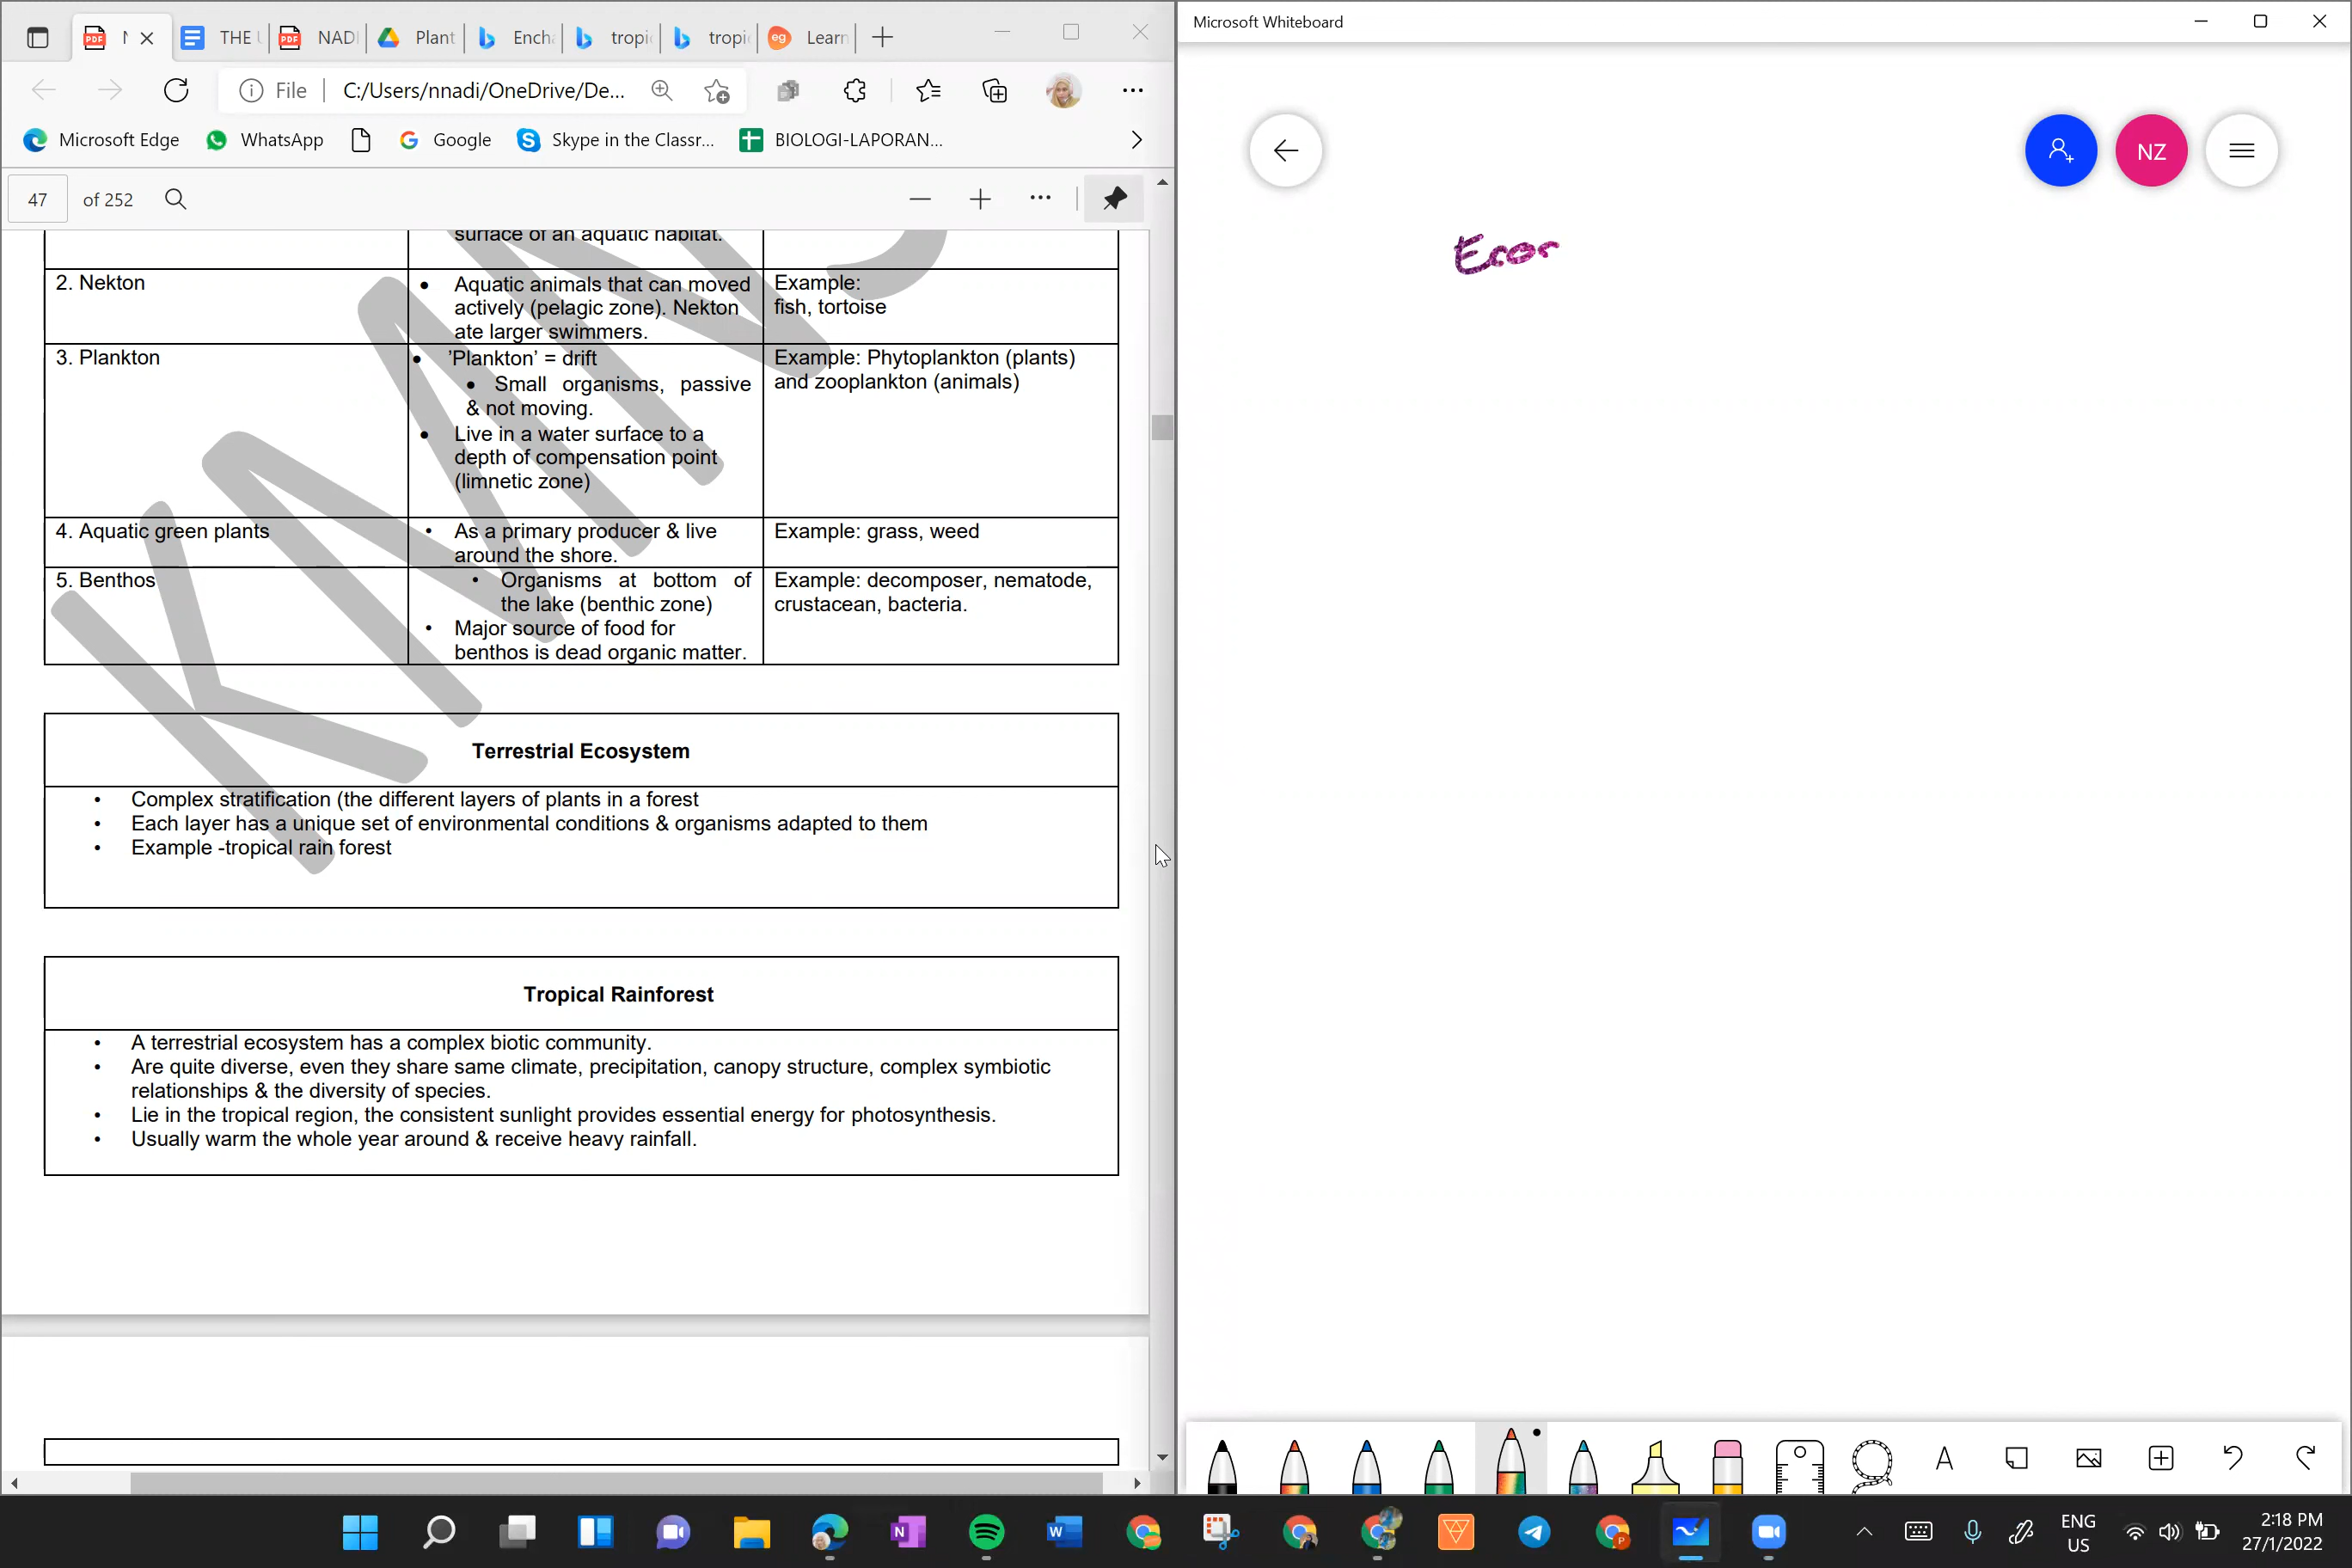 Microsoft Whiteboard
THE
NADI
Plant
Ench
tropi
tropi
eg
Learn
File
C:/Users/nnadi/OneDrive/De...
Microsoft Edge
WhatsApp
Google
Skype in the Classr...
BIOLOGI-LAPORAN...
47
of 252
NZ
surface of an aquatic habitat.
2. Nekton
• Aquatic animals that can moved
actively (pelagic zone). Nekton
ate larger swimmers.
Example:
fish, tortoise
3. Plankton
• 'Plankton' = drift
• Small organisms, passive
& not moving.
• Live in a water surface to a
depth of compensation point
(limnetic zone)
Example: Phytoplankton (plants)
and zooplankton (animals)
4. Aquatic green plants
• As a primary producer & live
around the shore.
Example: grass, weed
5. Benthos
• Organisms at bottom of
the lake (benthic zone)
• Major source of food for
benthos is dead organic matter.
Example: decomposer, nematode,
crustacean, bacteria.
Terrestrial Ecosystem
• Complex stratification (the different layers of plants in a forest
• Each layer has a unique set of environmental conditions & organisms adapted to them
• Example -tropical rain forest
Tropical Rainforest
• A terrestrial ecosystem has a complex biotic community.
• Are quite diverse, even they share same climate, precipitation, canopy structure, complex symbiotic
relationships & the diversity of species.
• Lie in the tropical region, the consistent sunlight provides essential energy for photosynthesis.
• Usually warm the whole year around & receive heavy rainfall.
ENG
US
2:18 PM
27/1/2022